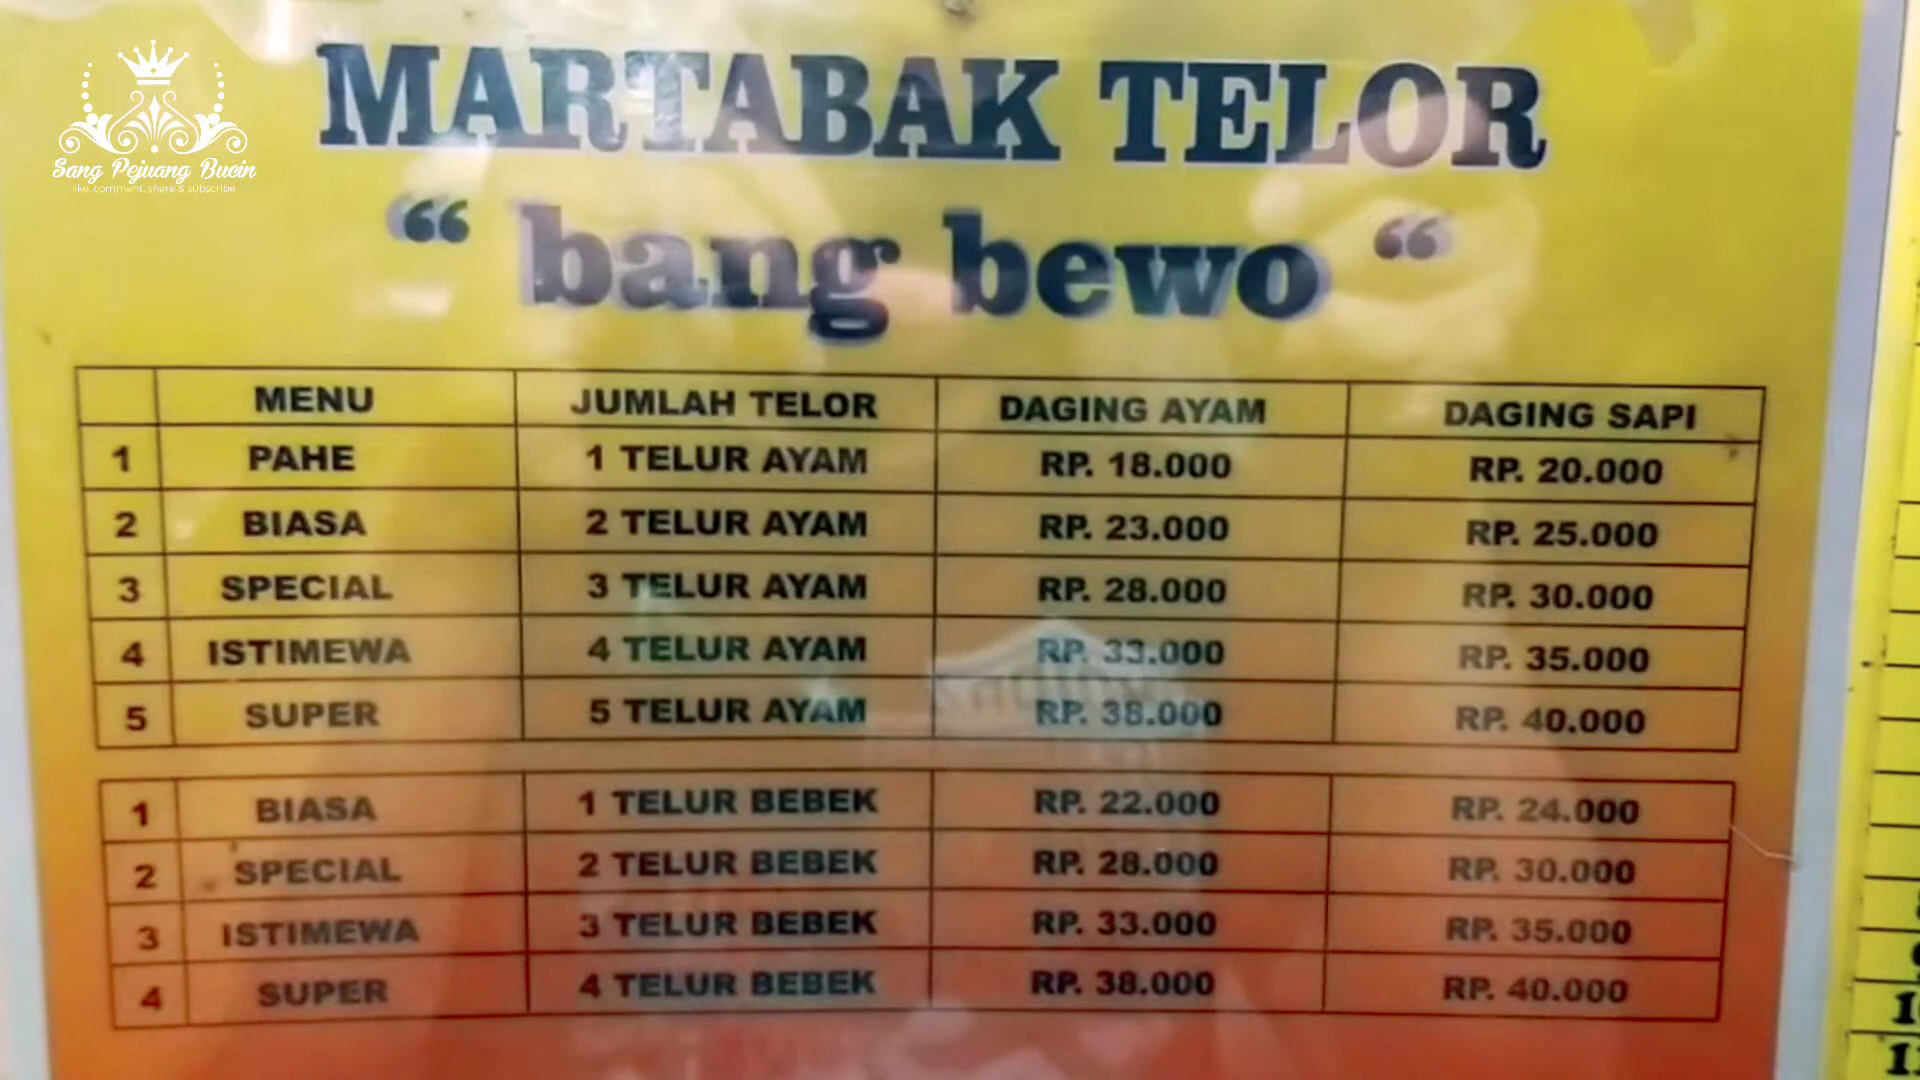 Sang Pejuang Bucin
like, comment, share & subscribe
MARTABAK TELOR
“ bang bewo “
MENU JUMLAH TELOR DAGING AYAM DAGING SAPI
1 PAHE 1 TELUR AYAM RP. 18.000 RP. 20.000
2 BIASA 2 TELUR AYAM RP. 23.000 RP. 25.000
3 SPECIAL 3 TELUR AYAM RP. 28.000 RP. 30.000
4 ISTIMEWA 4 TELUR AYAM RP. 33.000 RP. 35.000
5 SUPER 5 TELUR AYAM RP. 38.000 RP. 40.000
1 BIASA 1 TELUR BEBEK RP. 22.000 RP. 24.000
2 SPECIAL 2 TELUR BEBEK RP. 28.000 RP. 30.000
3 ISTIMEWA 3 TELUR BEBEK RP. 33.000 RP. 35.000
4 SUPER 4 TELUR BEBEK RP. 38.000 RP. 40.000